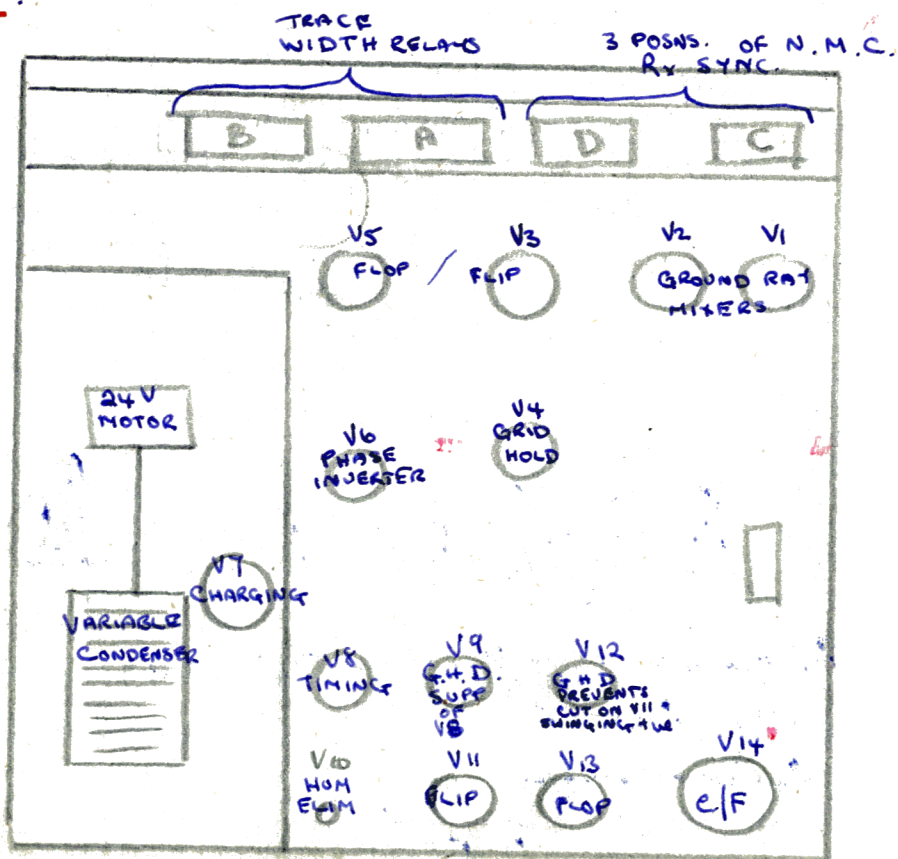 TRACE
WIDTH RELAYS
3 POSNS. OF N.M.C.
Rx SYNC.
B
A
D
C
V5
FLOP
/
V3
FLIP
V2
V1
GROUND RAY
MIXERS
24V
MOTOR
V6
PHASE
INVERTER
V4
GRID
HOLD
V7
CHARGING
VARIABLE
CONDENSER
V8
TIMING
V9
G.H.D.
SUPP
OF
V8
V12
G H D
PREVENTS
CUT ON V11
SWINGING +VE
V10
HUM
ELIM
V11
FLIP
V13
FLOP
V14
C/F